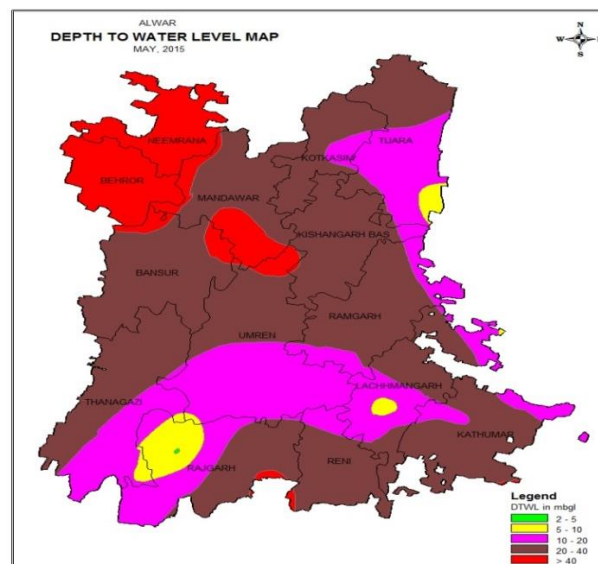 ALWAR
DEPTH TO WATER LEVEL MAP
MAY, 2015
N
W
E
S
NEEMRANA
TIJARA
KOTKASIM
BEHROR
MANDAWAR
KISHANGARH BAS
BANSUR
RAMGARH
UMREN
LACHHMANGARH
THANAGAZI
KATHUMAR
RAJGARH
RENI
Legend
DTWL in mbgl
2 - 5
5 - 10
10 - 20
20 - 40
> 40